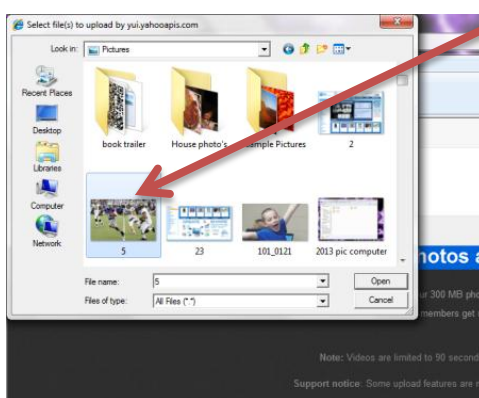 Select file(s) to upload by yui.yahooapis.com
Look in:
Pictures
Recent Places
Desktop
Libraries
Computer
Network
book trailer
House photo's
Sample Pictures
2
5
23
101_0121
2013 pic computer
File name:
5
Open
Files of type:
All Files (*.*)
Cancel
hotos a
ur 300 MB pho
members get
Note: Videos are limited to 90 second
Support notice: Some upload features are